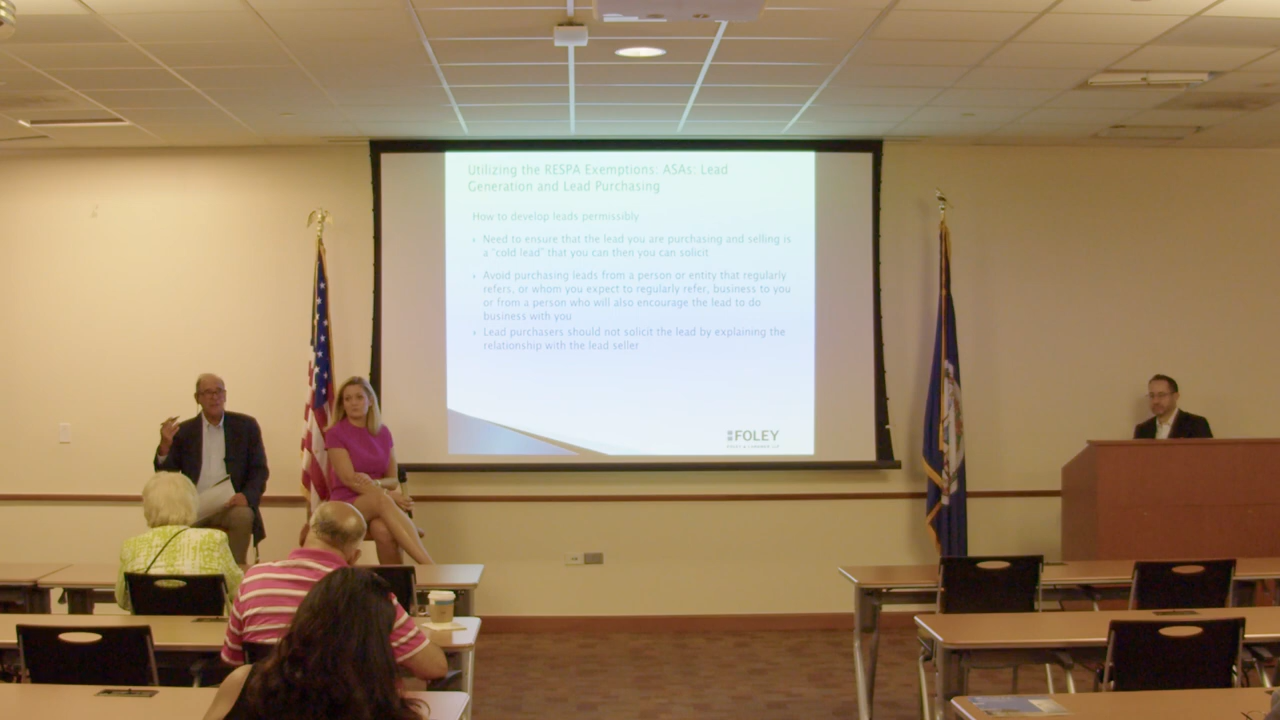 Utilizing the RESPA Exemptions: ASAs: Lead
Generation and Lead Purchasing
How to develop leads permissibly
Need to ensure that the lead you are purchasing and selling is
a "cold lead" that you can then you can solicit
Avoid purchasing leads from a person or entity that regularly
refers, or whom you expect to regularly refer, business to you
or from a person who will also encourage the lead to do
business with you
Lead purchasers should not solicit the lead by explaining the
relationship with the lead seller
FOLEY